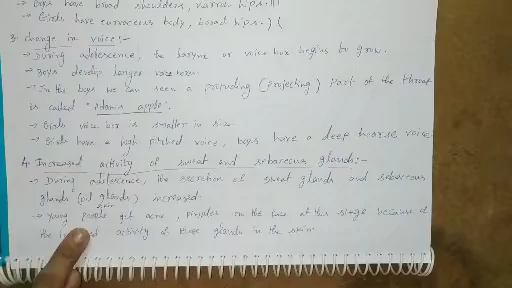 → Boys have broad shoulders, narrow hips.
→ Girls have curvaceous body, broad hips.
3. Change in voice:-
→ During adolescence, the larynx or voice box begins to grow.
→ Boys develop larger voice boxes.
→ In the boys we can seen a protruding (projecting) part of the throat
is called "Adam's apple".
→ Girls voice box is smaller in size.
→ Girls have a high pitched voice, boys have a deep hoarse voice.
4. Increased activity of sweat and sebaceous glands:-
→ During adolescence, the secretion of sweat glands and sebaceous
glands (oil glands) increased.
→ Young people get acne, pimples on the face at this stage because of
the activity of these glands in the skin.